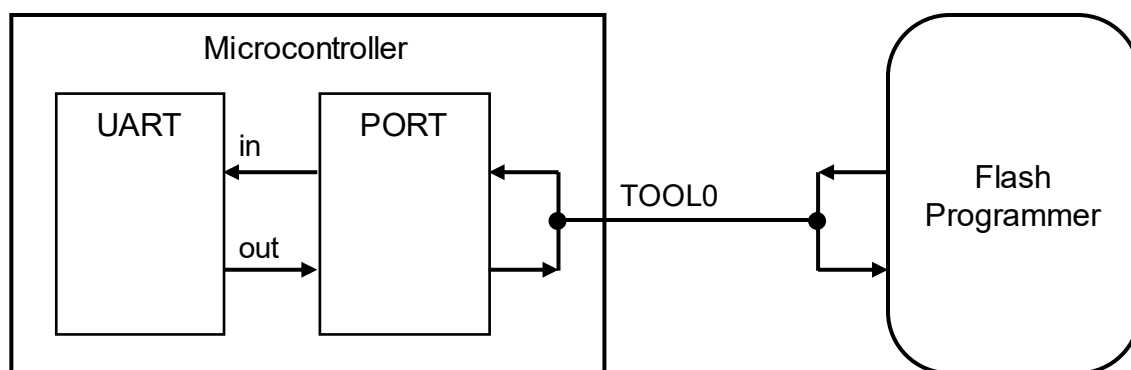 Microcontroller
UART
PORT
in
out
TOOL0
Flash
Programmer